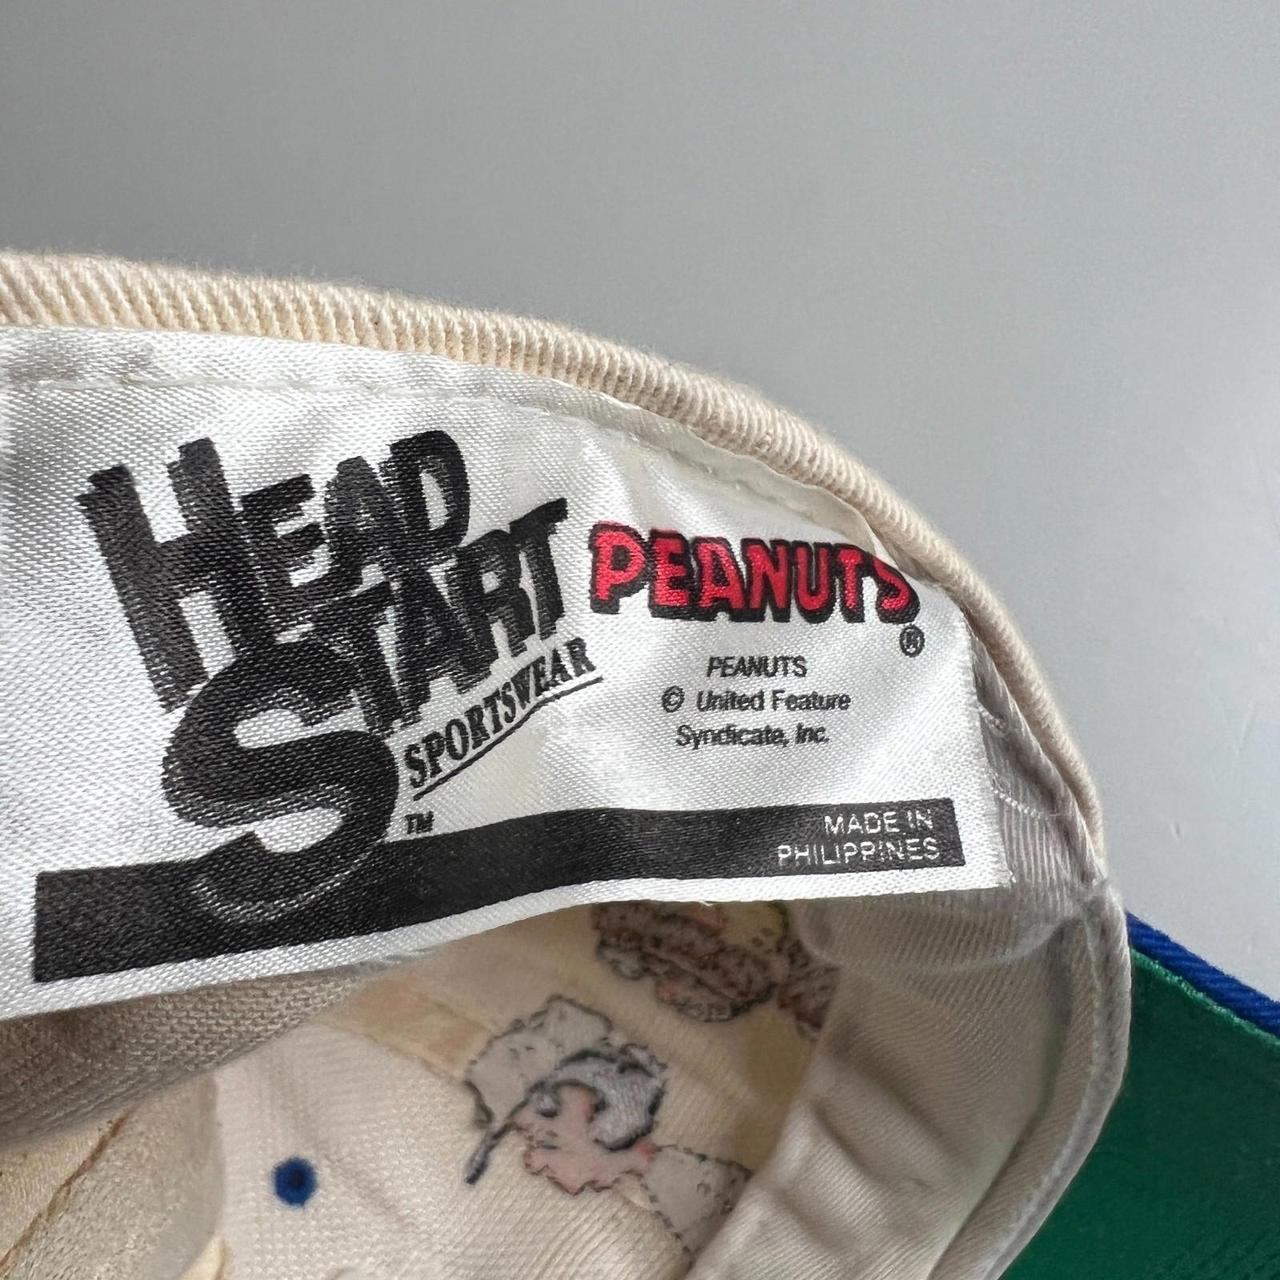 HEAD
START
SPORTSWEAR
TM
PEANUTS
®
PEANUTS
© United Feature
Syndicate, Inc.
MADE IN
PHILIPPINES